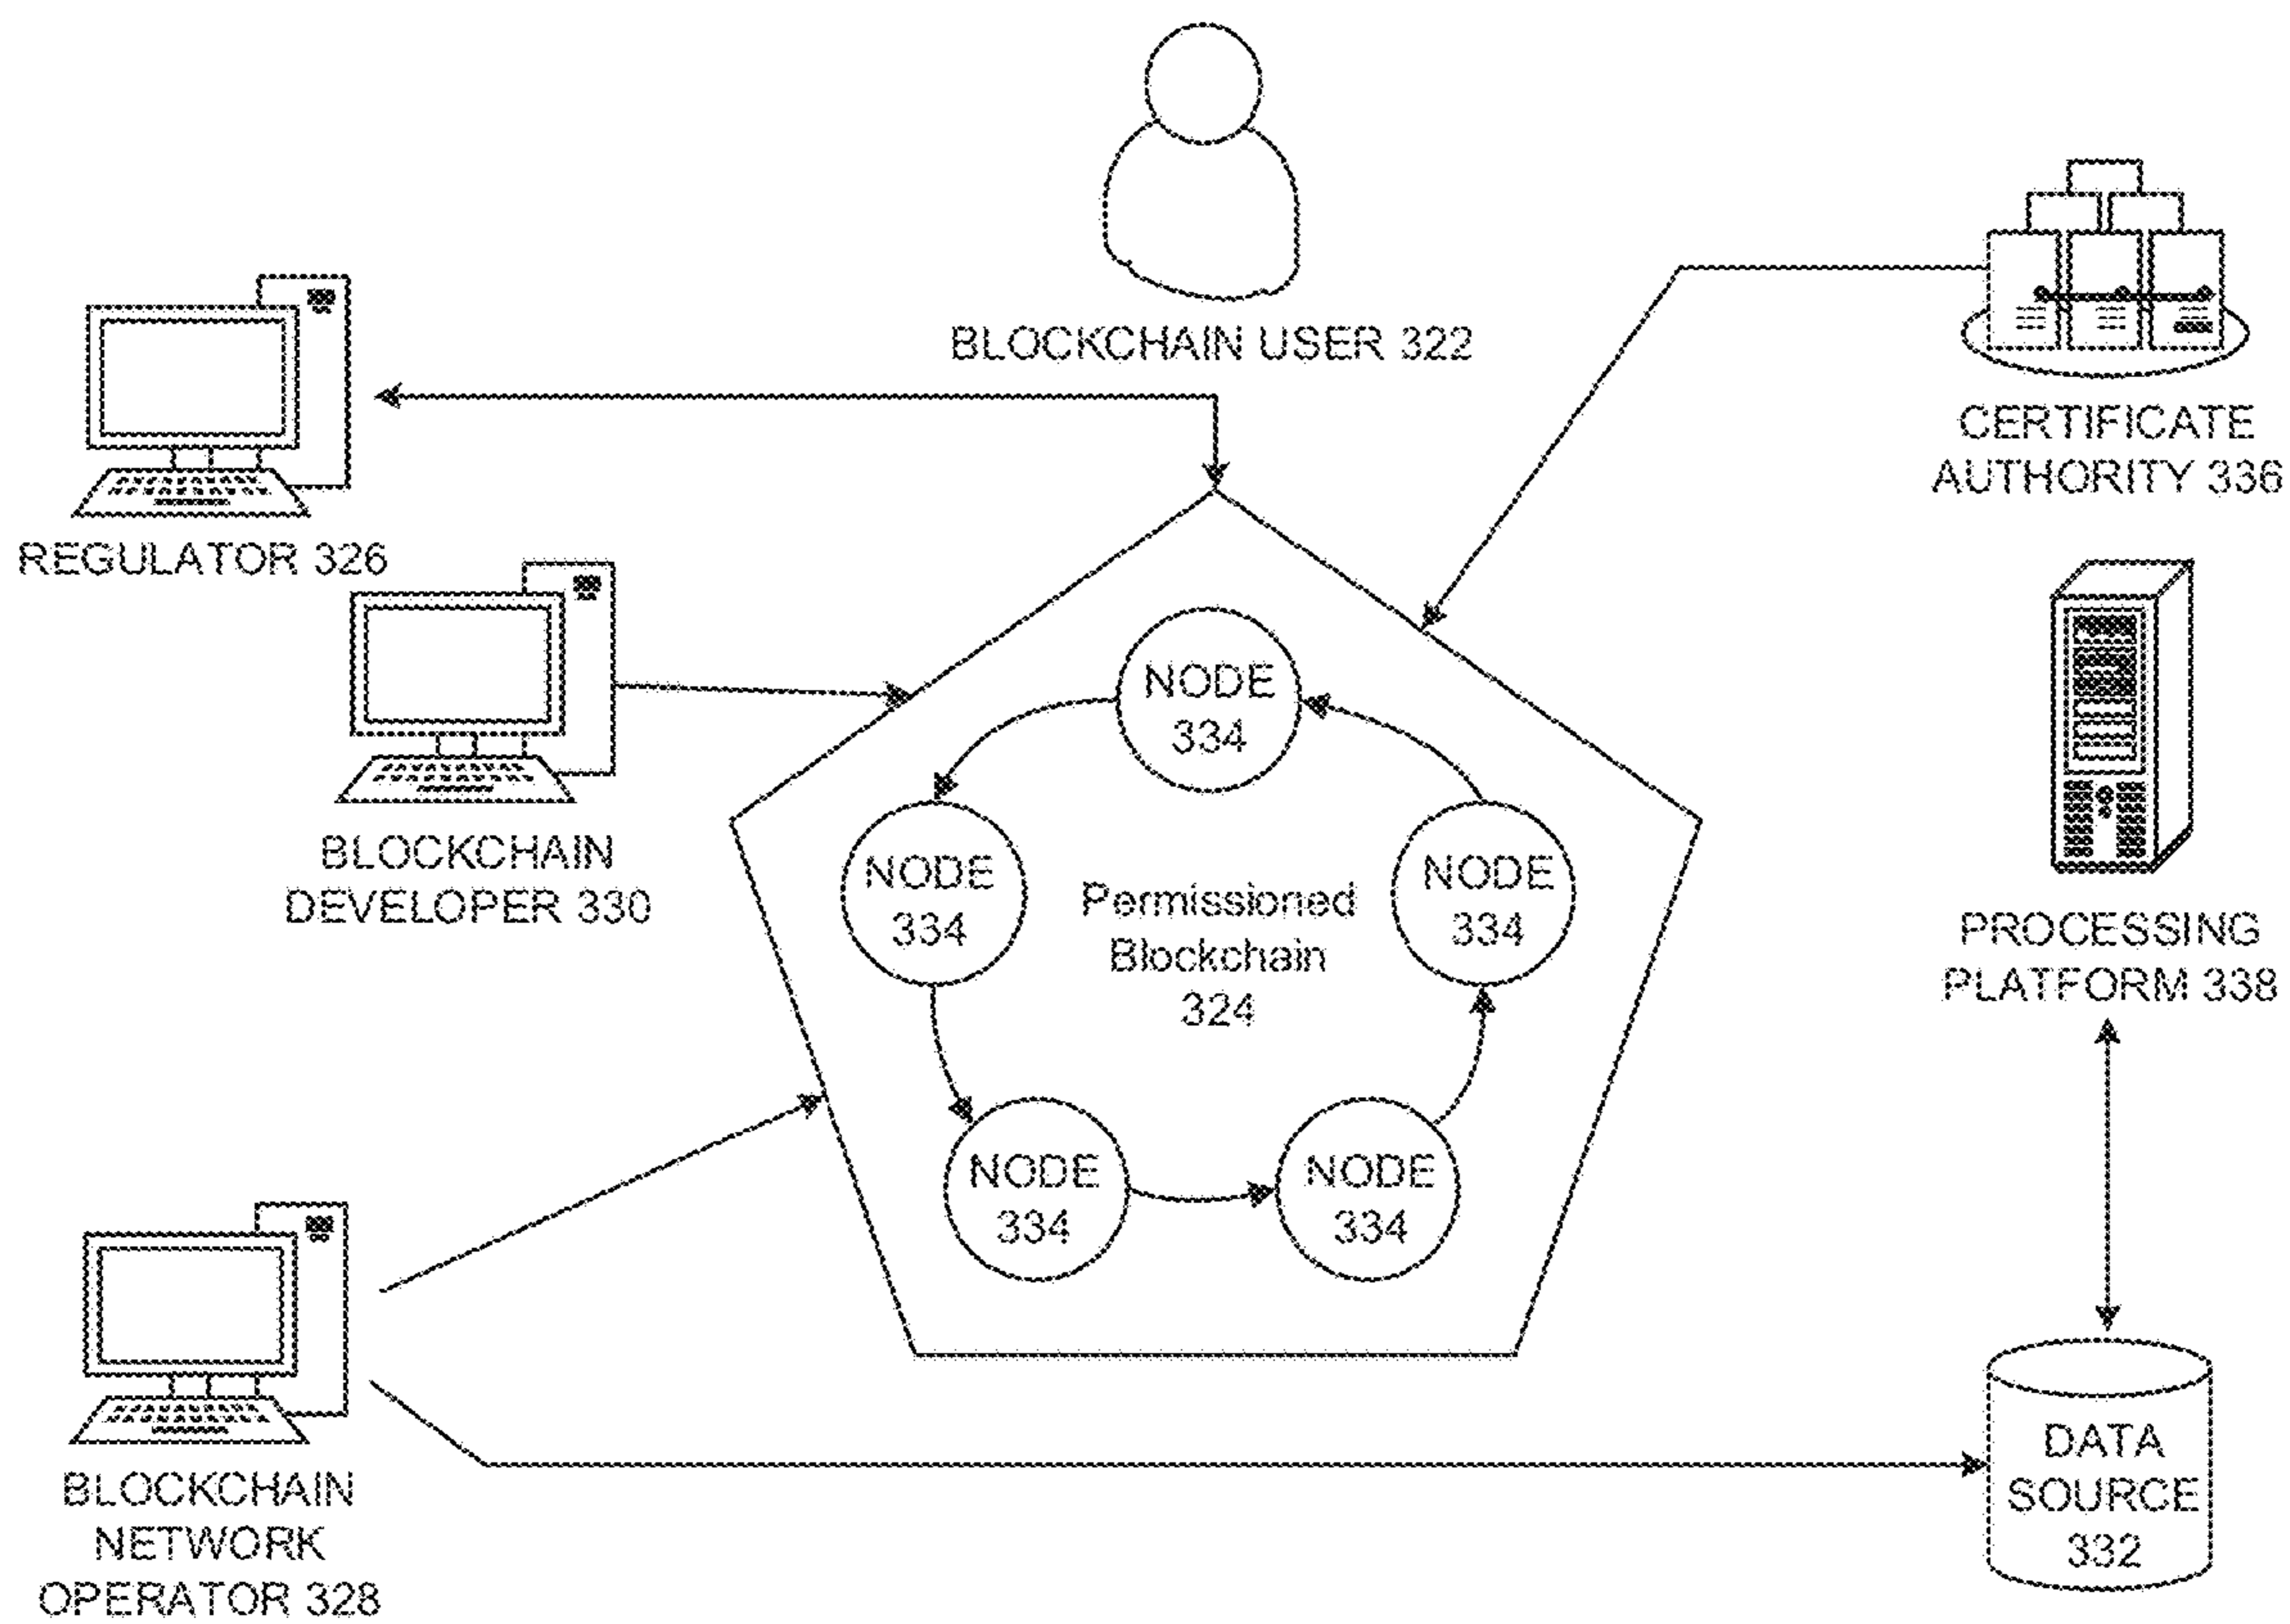 BLOCKCHAIN USER 322
CERTIFICATE
AUTHORITY 336
REGULATOR 326
BLOCKCHAIN
DEVELOPER 330
NODE
334
NODE
334
NODE
334
Permissioned
Blockchain
324
PROCESSING
PLATFORM 338
NODE
334
NODE
334
BLOCKCHAIN
NETWORK
OPERATOR 328
DATA
SOURCE
332